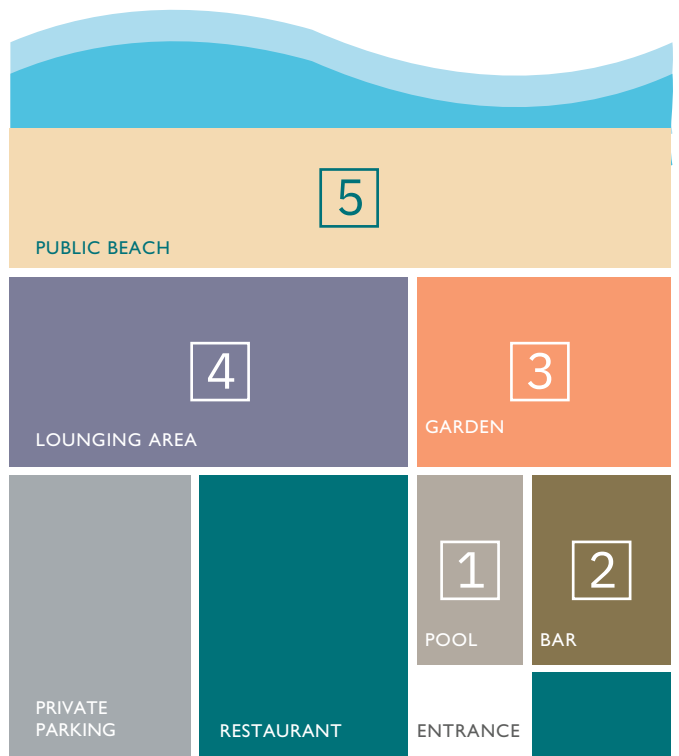 5
PUBLIC BEACH
4
LOUNGING AREA
3
GARDEN
1
POOL
2
BAR
PRIVATE
PARKING
RESTAURANT
ENTRANCE